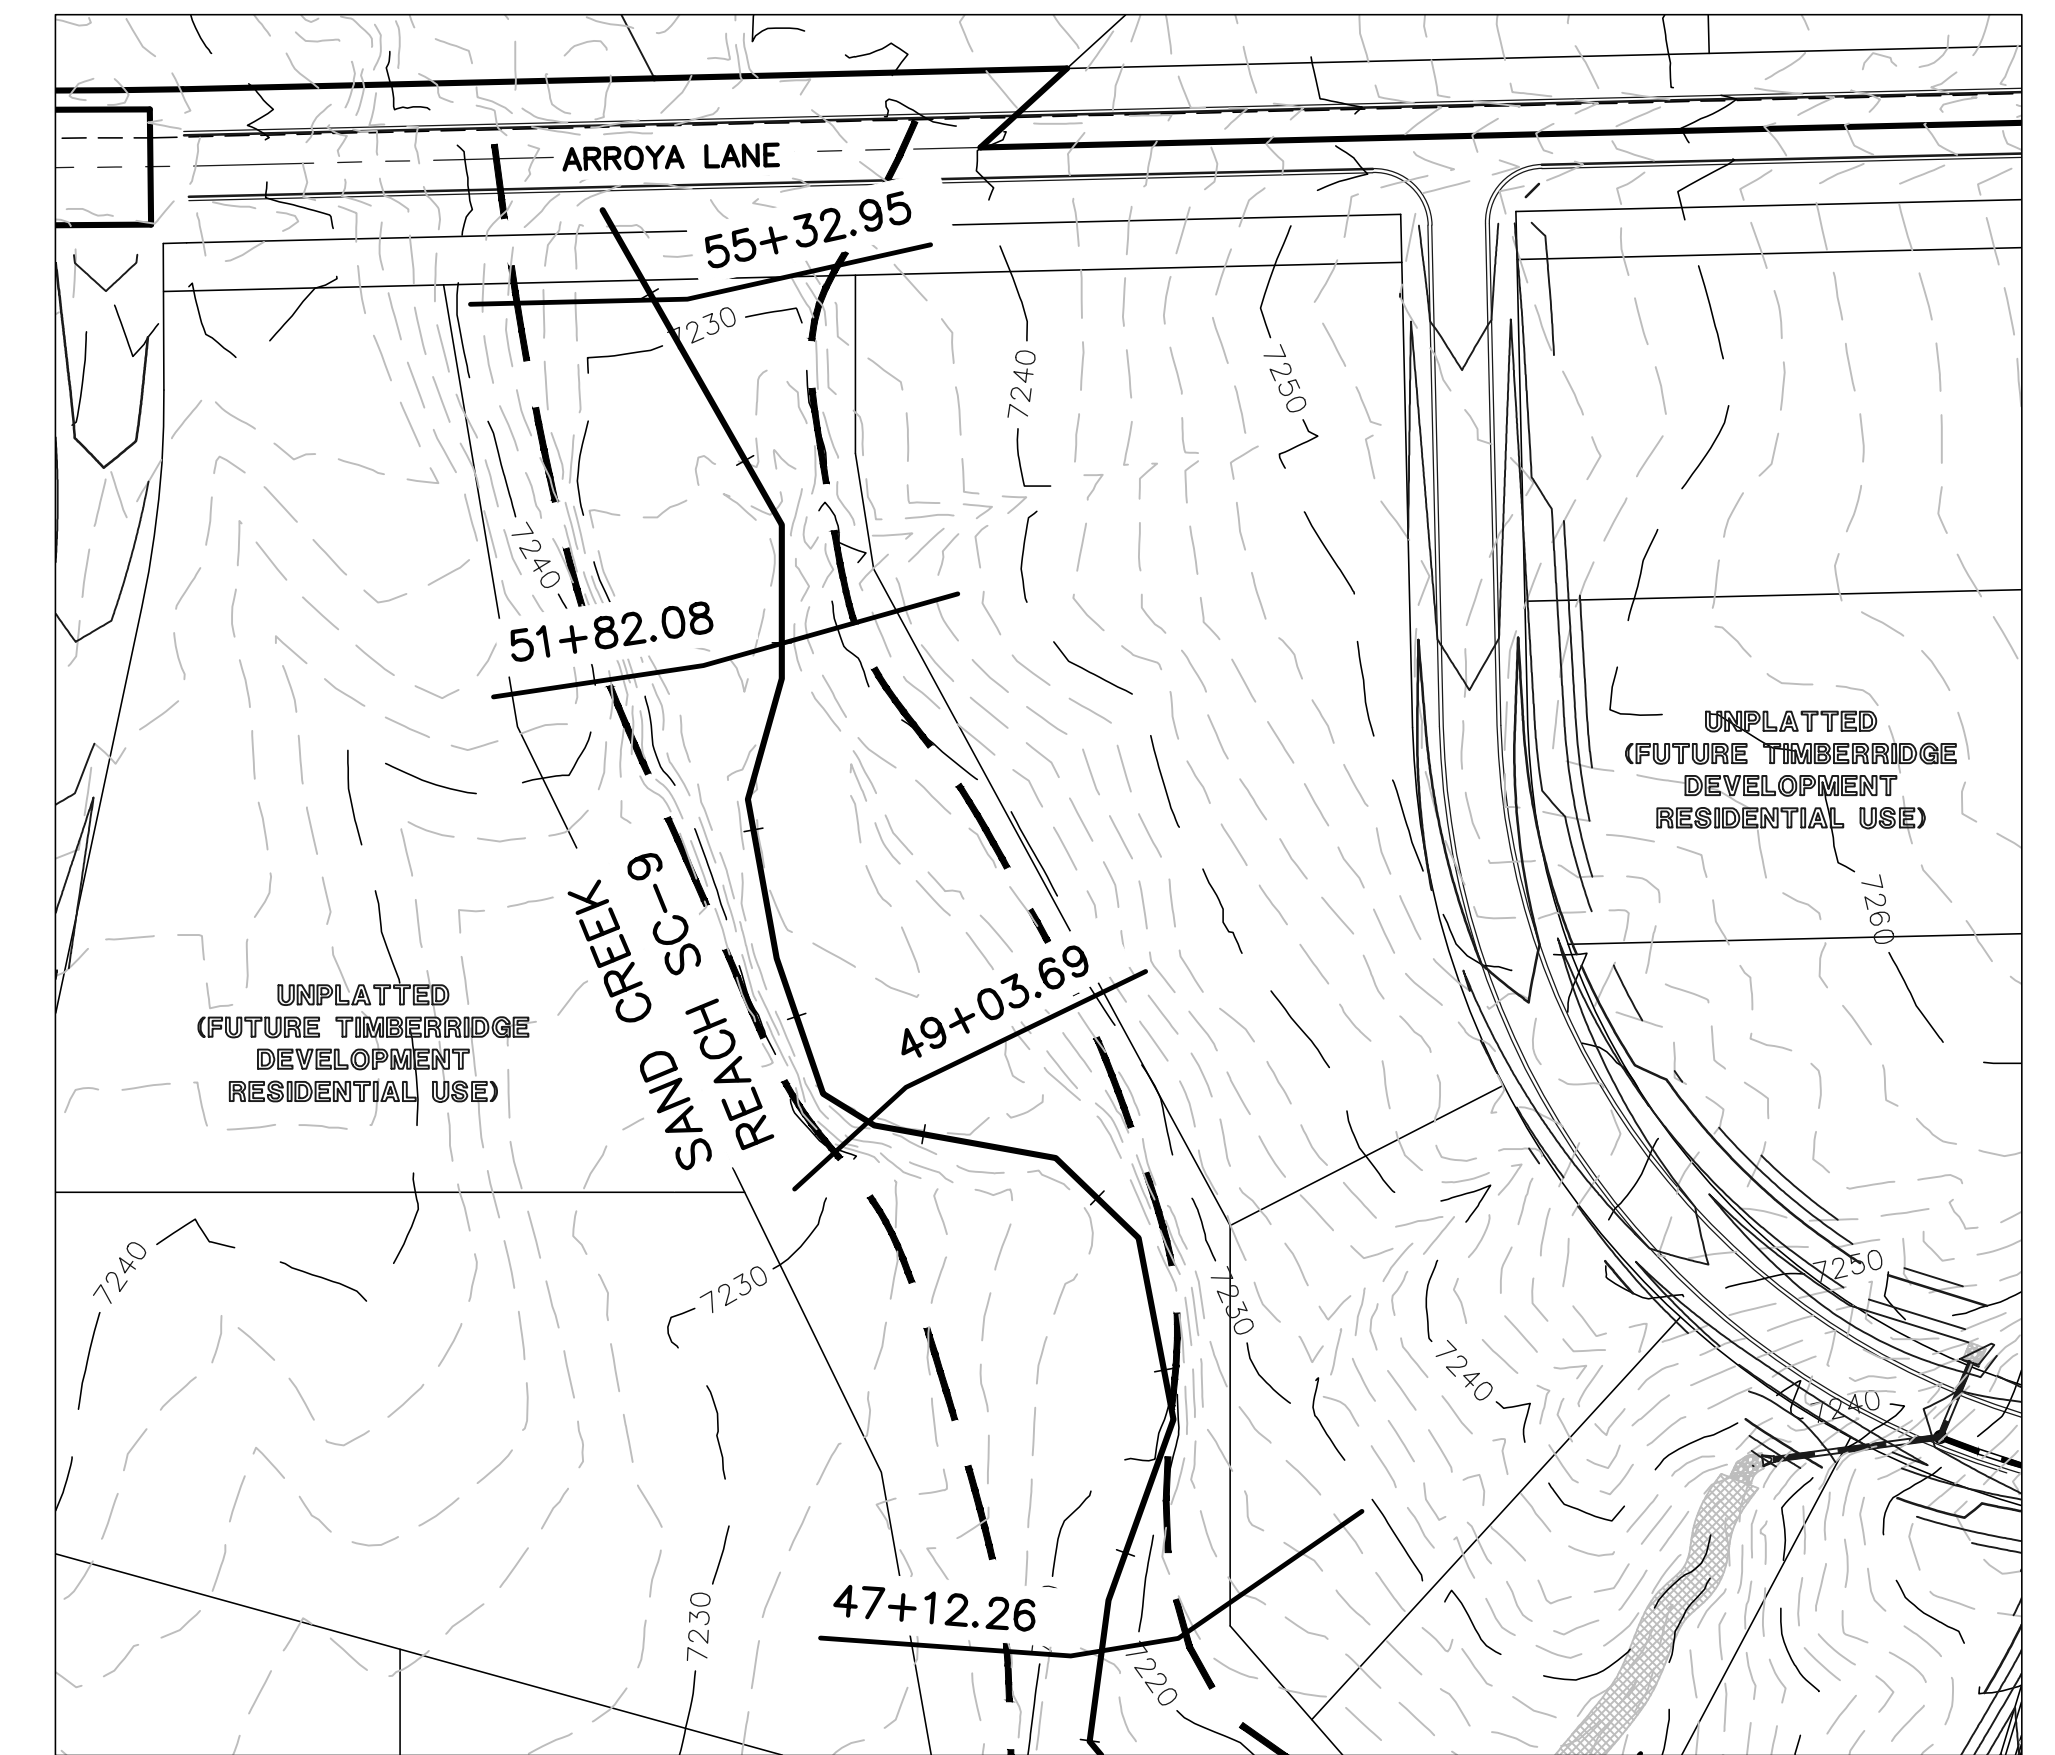 ARROYA LANE
55+32.95
7230
7240
7250
7240
51+82.08
UNPLATTED
(FUTURE TIMBERRIDGE
DEVELOPMENT
RESIDENTIAL USE)
7260
SAND CREEK
REACH SC-9
49+03.69
UNPLATTED
(FUTURE TIMBERRIDGE
DEVELOPMENT
RESIDENTIAL USE)
7240
7230
7230
7250
7240
7240
47+12.26
7230
7220